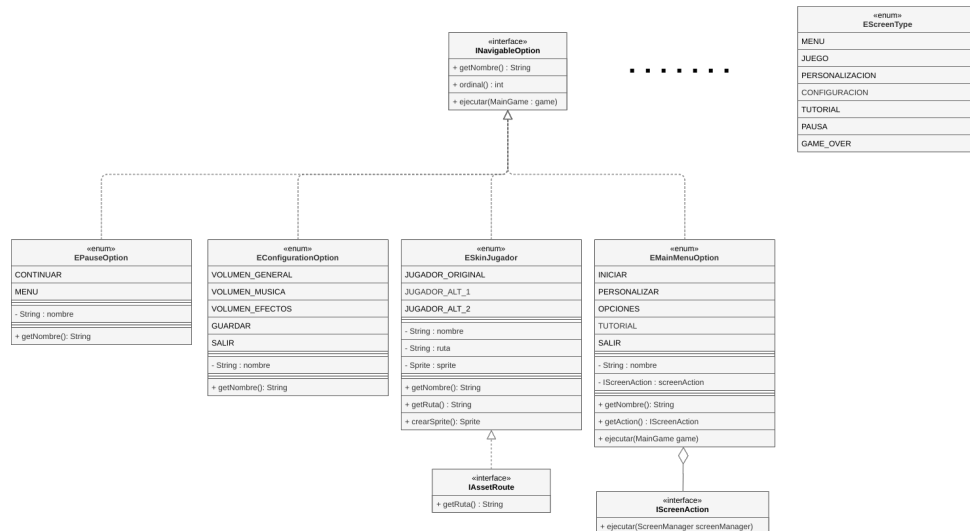 «enum»
EScreenType
MENU
JUEGO
PERSONALIZACION
CONFIGURACION
TUTORIAL
PAUSA
GAME_OVER
«interface»
INavigableOption
+ getNombre() : String
+ ordinal() : int
+ ejecutar(MainGame : game)
«enum»
EPauseOption
CONTINUAR
MENU
- String : nombre
+ getNombre(): String
«enum»
EConfigurationOption
VOLUMEN_GENERAL
VOLUMEN_MUSICA
VOLUMEN_EFECTOS
GUARDAR
SALIR
- String : nombre
+ getNombre(): String
«enum»
ESkinJugador
JUGADOR_ORIGINAL
JUGADOR_ALT_1
JUGADOR_ALT_2
- String : nombre
- String : ruta
- Sprite : sprite
+ getNombre(): String
+ getRuta() : String
+ crearSprite(): Sprite
«enum»
EMainMenuOption
INICIAR
PERSONALIZAR
OPCIONES
TUTORIAL
SALIR
- String : nombre
- IScreenAction : screenAction
+ getNombre(): String
+ getAction() : IScreenAction
+ ejecutar(MainGame game)
«interface»
IAssetRoute
+ getRuta() : String
«interface»
IScreenAction
+ ejecutar(ScreenManager screenManager)